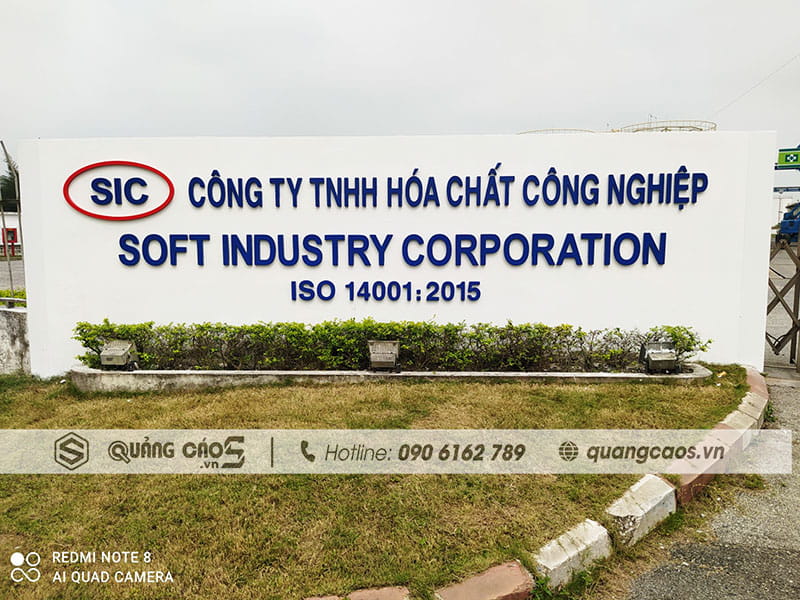 SIC CÔNG TY TNHH HÓA CHẤT CÔNG NGHIỆP
SOFT INDUSTRY CORPORATION
ISO 14001:2015
S QUẢNG CÁOS .vn | Hotline: 090 6162 789 quangcaos.vn
REDMI NOTE 8
AI QUAD CAMERA